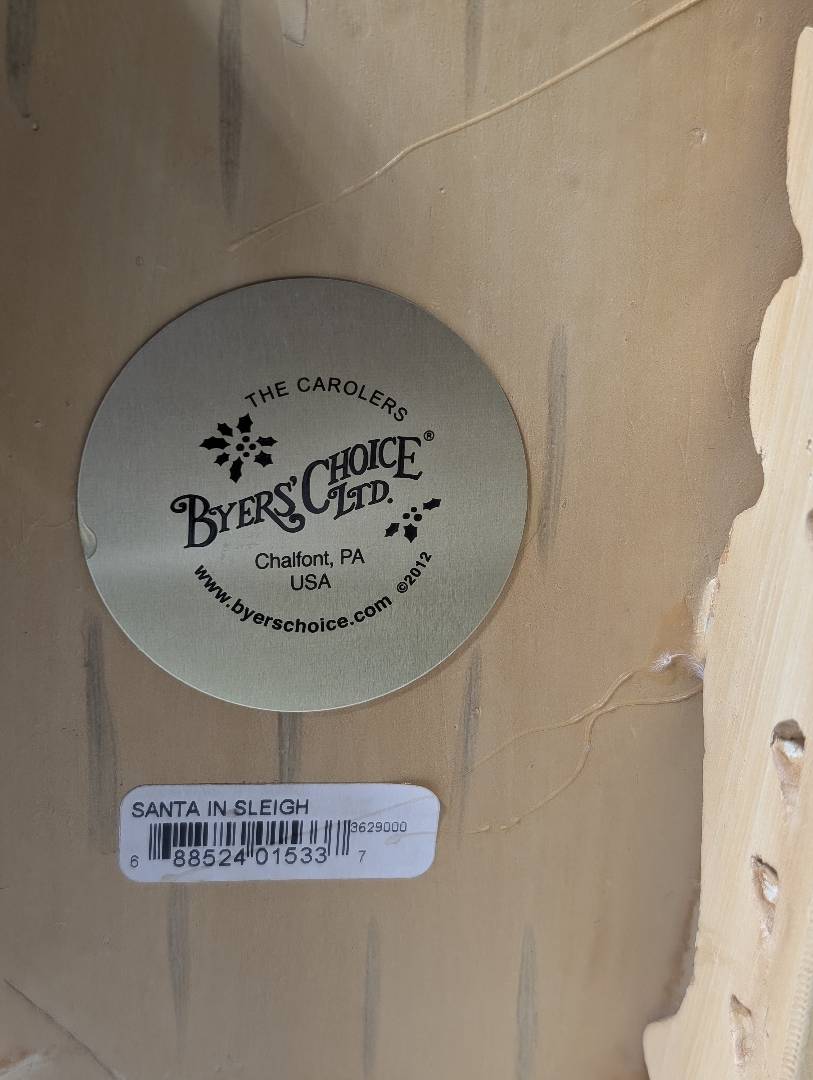 THE CAROLERS
BYERS' CHOICE®
LTD.
Chalfont, PA
USA
www.byerschoice.com ©2012
SANTA IN SLEIGH
3629000
6 88524 01533 7